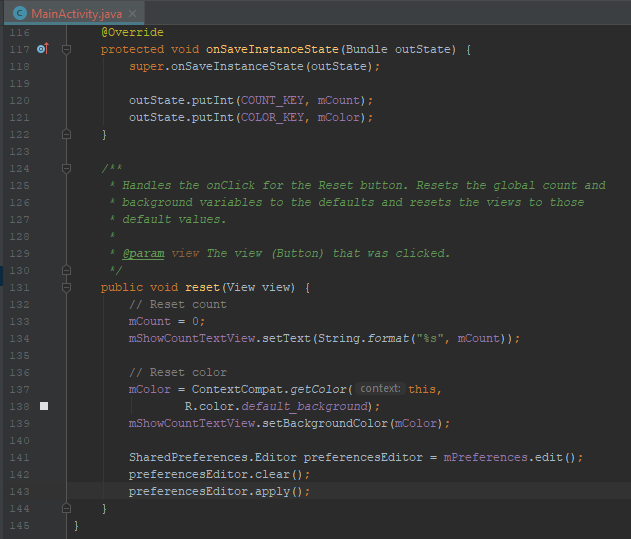 MainActivity.java
116 @Override
117 protected void onSaveInstanceState(Bundle outState) {
118 super.onSaveInstanceState(outState);
119
120 outState.putInt(COUNT_KEY, mCount);
121 outState.putInt(COLOR_KEY, mColor);
122 }
123
124 /**
125 * Handles the onClick for the Reset button. Resets the global count and
126 * background variables to the defaults and resets the views to those
127 * default values.
128 *
129 * @param view The view (Button) that was clicked.
130 */
131 public void reset(View view) {
132 // Reset count
133 mCount = 0;
134 mShowCountTextView.setText(String.format("%s", mCount));
135
136 // Reset color
137 mColor = ContextCompat.getColor( context: this,
138 R.color.default_background);
139 mShowCountTextView.setBackgroundColor(mColor);
140
141 SharedPreferences.Editor preferencesEditor = mPreferences.edit();
142 preferencesEditor.clear();
143 preferencesEditor.apply();
144 }
145 }